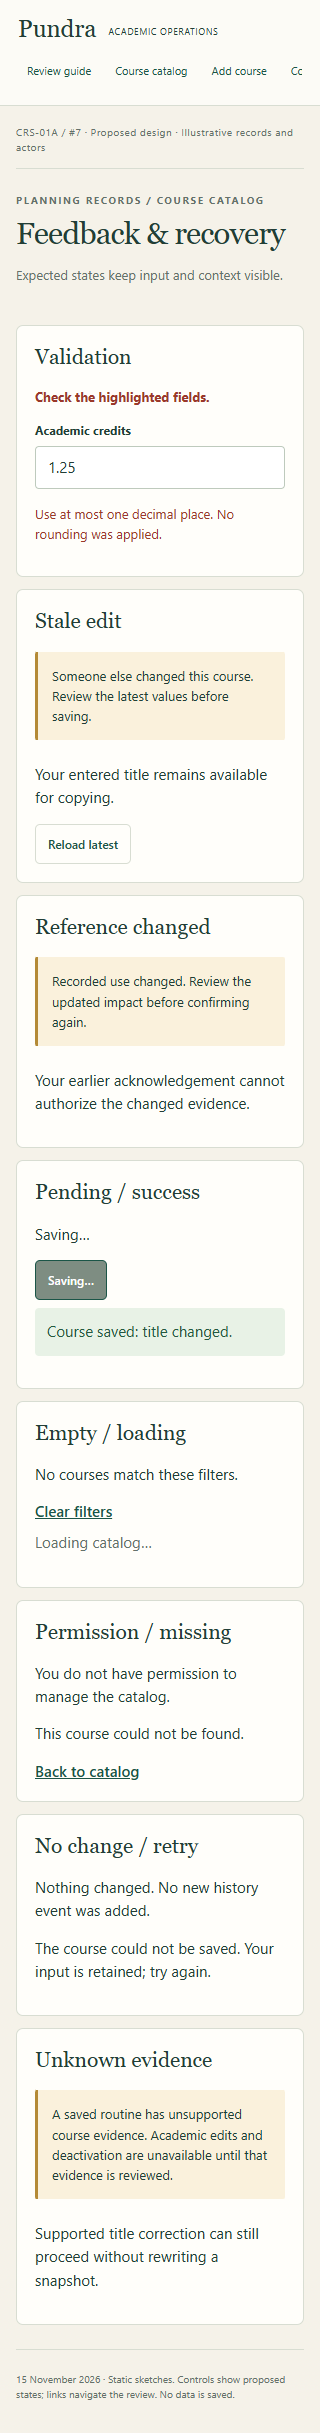 Pundra ACADEMIC OPERATIONS
Review guide Course catalog Add course Co
CRS-01A / #7 · Proposed design · Illustrative records and
actors
PLANNING RECORDS / COURSE CATALOG
Feedback & recovery
Expected states keep input and context visible.
Validation
Check the highlighted fields.
Academic credits
1.25
Use at most one decimal place. No
rounding was applied.
Stale edit
Someone else changed this course.
Review the latest values before
saving.
Your entered title remains available
for copying.
Reload latest
Reference changed
Recorded use changed. Review the
updated impact before confirming
again.
Your earlier acknowledgement cannot
authorize the changed evidence.
Pending / success
Saving…
Saving…
Course saved: title changed.
Empty / loading
No courses match these filters.
Clear filters
Loading catalog…
Permission / missing
You do not have permission to
manage the catalog.
This course could not be found.
Back to catalog
No change / retry
Nothing changed. No new history
event was added.
The course could not be saved. Your
input is retained; try again.
Unknown evidence
A saved routine has unsupported
course evidence. Academic edits and
deactivation are unavailable until that
evidence is reviewed.
Supported title correction can still
proceed without rewriting a
snapshot.
15 November 2026 · Static sketches. Controls show proposed
states; links navigate the review. No data is saved.